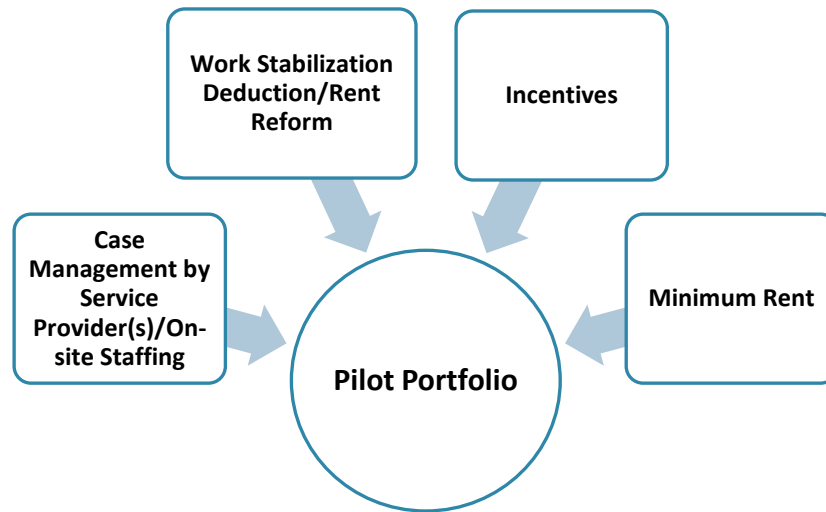 Work Stabilization
Deduction/Rent
Reform
Incentives
Case
Management by
Service
Provider(s)/On-
site Staffing
Minimum Rent
Pilot Portfolio